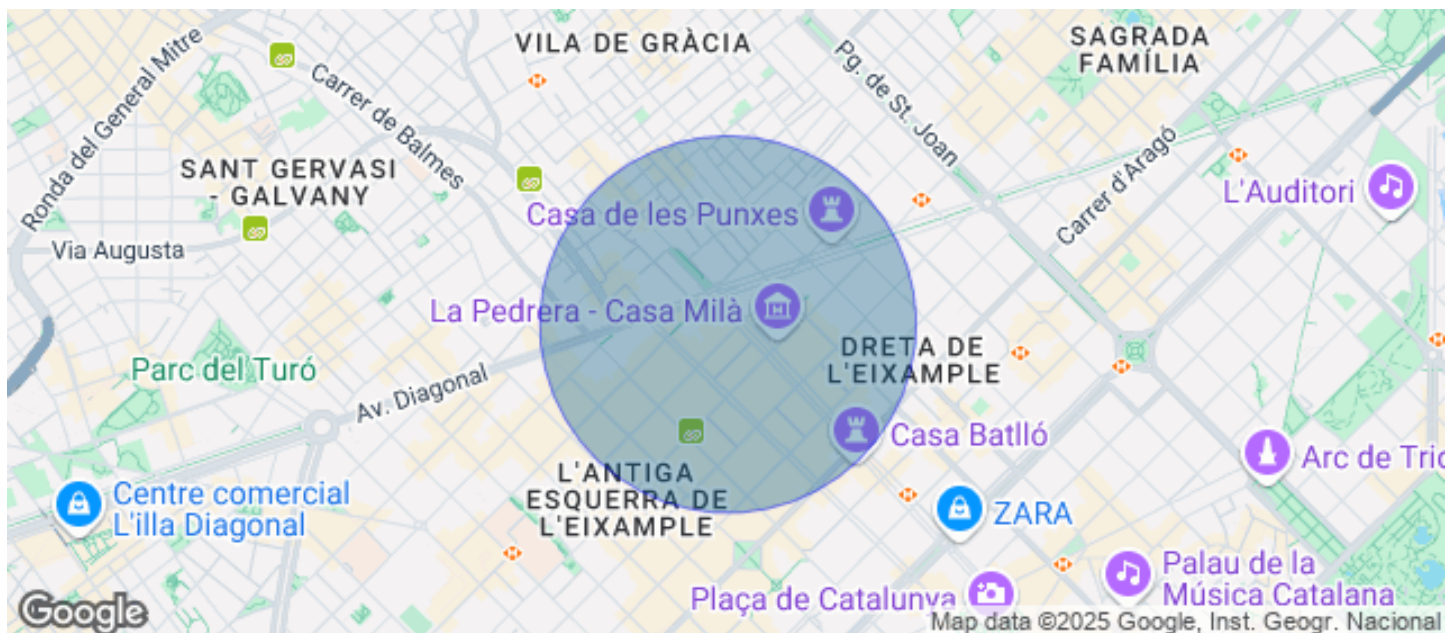 VILA DE GRÀCIA
SAGRADA
FAMÍLIA
Ronda del General Mitre
Carrer de Balmes
Pg. de St. Joan
Carrer d'Aragó
SANT GERVASI
- GALVANY
L'Auditori
Casa de les Punxes
Via Augusta
La Pedrera - Casa Milà
DRETA DE
L'EIXAMPLE
Parc del Turó
Av. Diagonal
Casa Batlló
Arc de Trio
L'ANTIGA
ESQUERRA DE
L'EIXAMPLE
Centre comercial
L'illa Diagonal
ZARA
Palau de la
Música Catalana
Plaça de Catalunya
Google
Map data ©2025 Google, Inst. Geogr. Nacional